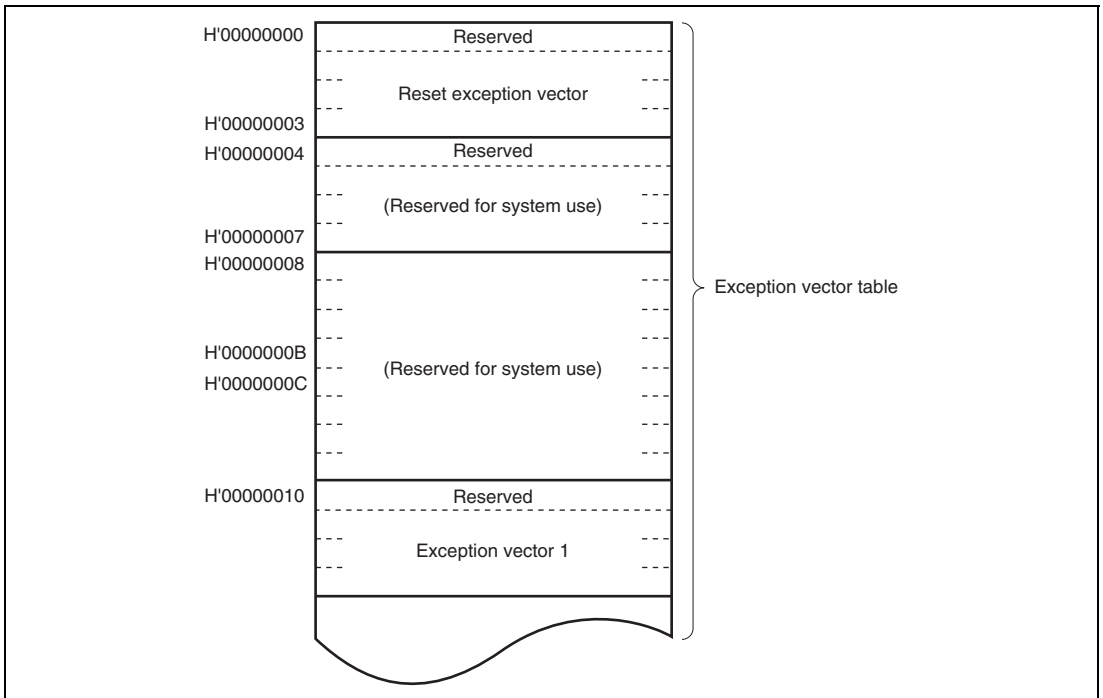 H'00000000 Reserved
Reset exception vector
H'00000003
H'00000004 Reserved
(Reserved for system use)
H'00000007
H'00000008
Exception vector table
H'0000000B
(Reserved for system use)
H'0000000C
H'00000010 Reserved
Exception vector 1